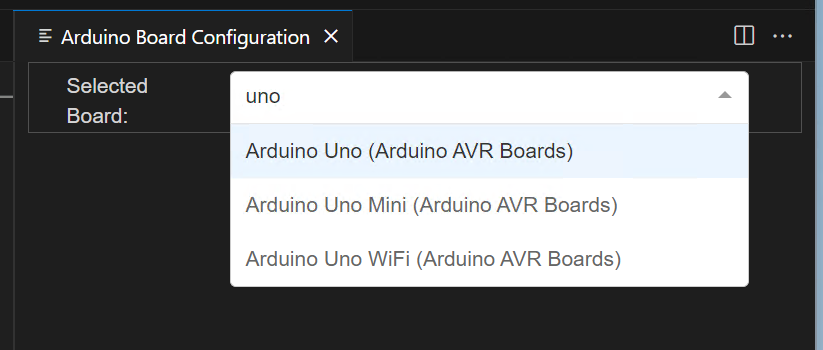 Arduino Board Configuration
Selected
Board:
uno
Arduino Uno (Arduino AVR Boards)
Arduino Uno Mini (Arduino AVR Boards)
Arduino Uno WiFi (Arduino AVR Boards)